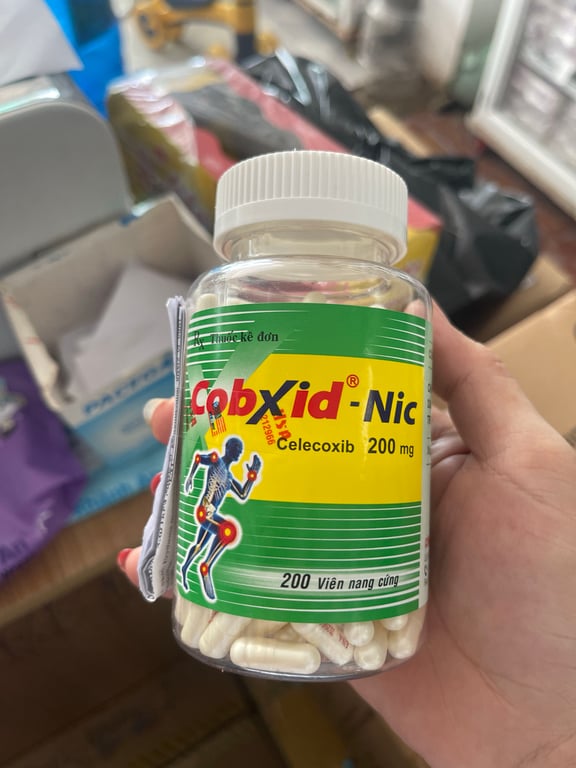 Rx Thuốc kê đơn
CobXid® - Nic
Celecoxib 200 mg
200 Viên nang cứng